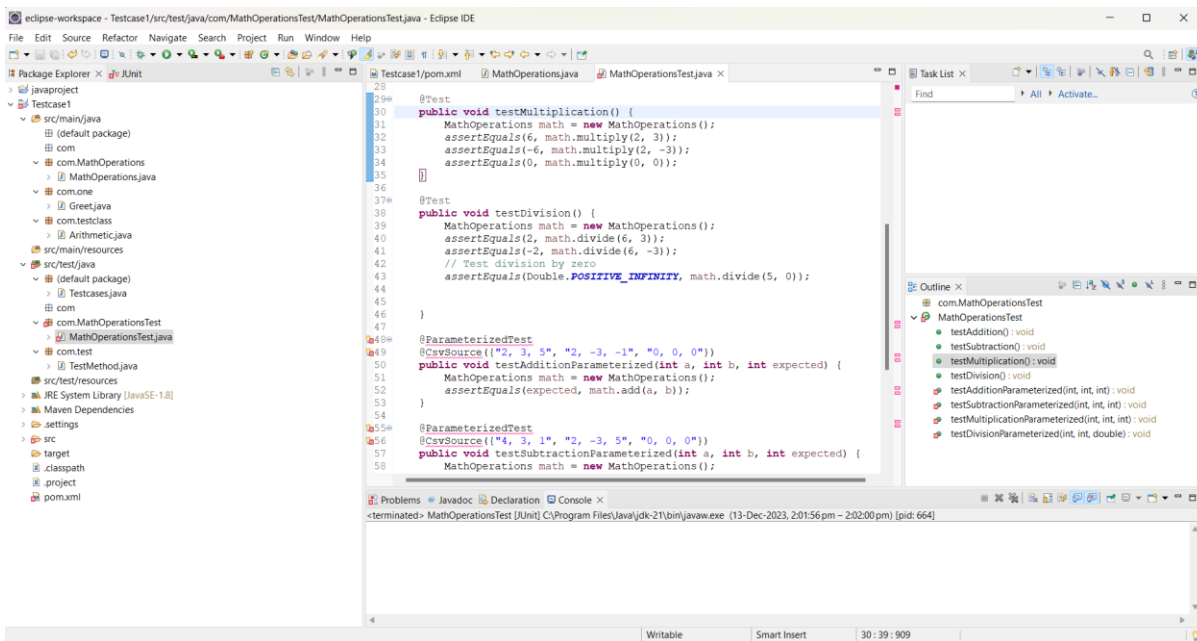 eclipse-workspace - Testcase1/src/test/java/com/MathOperationsTest/MathOperationsTest.java - Eclipse IDE
File Edit Source Refactor Navigate Search Project Run Window Help
Package Explorer × JUnit
javaproject
Testcase1
src/main/java
(default package)
com
com.MathOperations
MathOperations.java
com.one
Greet.java
com.testclass
Arithmetic.java
src/main/resources
src/test/java
(default package)
Testcases.java
com
com.MathOperationsTest
MathOperationsTest.java
com.test
TestMethod.java
src/test/resources
JRE System Library [JavaSE-1.8]
Maven Dependencies
.settings
src
target
.classpath
.project
pom.xml
Testcase1/pom.xml MathOperations.java MathOperationsTest.java ×
28
29 @Test
30 public void testMultiplication() {
31 MathOperations math = new MathOperations();
32 assertEquals(6, math.multiply(2, 3));
33 assertEquals(-6, math.multiply(2, -3));
34 assertEquals(0, math.multiply(0, 0));
35 }
36
37 @Test
38 public void testDivision() {
39 MathOperations math = new MathOperations();
40 assertEquals(2, math.divide(6, 3));
41 assertEquals(-2, math.divide(6, -3));
42 // Test division by zero
43 assertEquals(Double.POSITIVE_INFINITY, math.divide(5, 0));
44
45
46 }
47
48 @ParameterizedTest
49 @CsvSource({"2, 3, 5", "2, -3, -1", "0, 0, 0"})
50 public void testAdditionParameterized(int a, int b, int expected) {
51 MathOperations math = new MathOperations();
52 assertEquals(expected, math.add(a, b));
53 }
54
55 @ParameterizedTest
56 @CsvSource({"4, 3, 1", "2, -3, 5", "0, 0, 0"})
57 public void testSubtractionParameterized(int a, int b, int expected) {
58 MathOperations math = new MathOperations();
Task List ×
Find All Activate...
Outline ×
com.MathOperationsTest
MathOperationsTest
testAddition() : void
testSubtraction() : void
testMultiplication() : void
testDivision() : void
testAdditionParameterized(int, int, int) : void
testSubtractionParameterized(int, int, int) : void
testMultiplicationParameterized(int, int, int) : void
testDivisionParameterized(int, int, double) : void
Problems Javadoc Declaration Console ×
<terminated> MathOperationsTest [JUnit] C:\Program Files\Java\jdk-21\bin\javaw.exe (13-Dec-2023, 2:01:56 pm – 2:02:00 pm) [pid: 664]
Writable Smart Insert 30 : 39 : 909